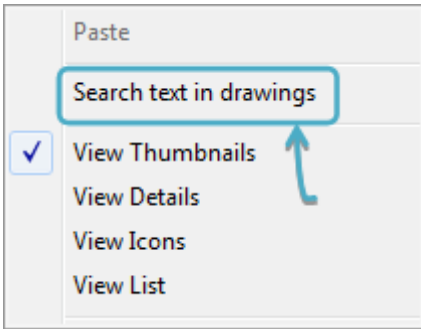 Paste
Search text in drawings
View Thumbnails
View Details
View Icons
View List